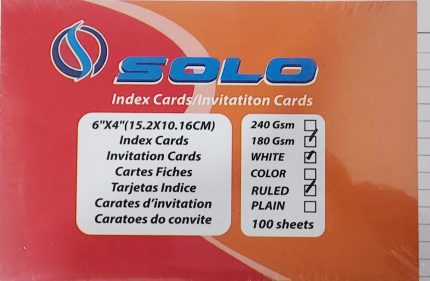 SOLO
Index Cards/Invitatiton Cards
6"X4"(15.2X10.16CM)
Index Cards
Invitation Cards
Cartes Fiches
Tarjetas Indice
Carates d'invitation
Caratoes do convite
240 Gsm
180 Gsm
WHITE
COLOR
RULED
PLAIN
100 sheets